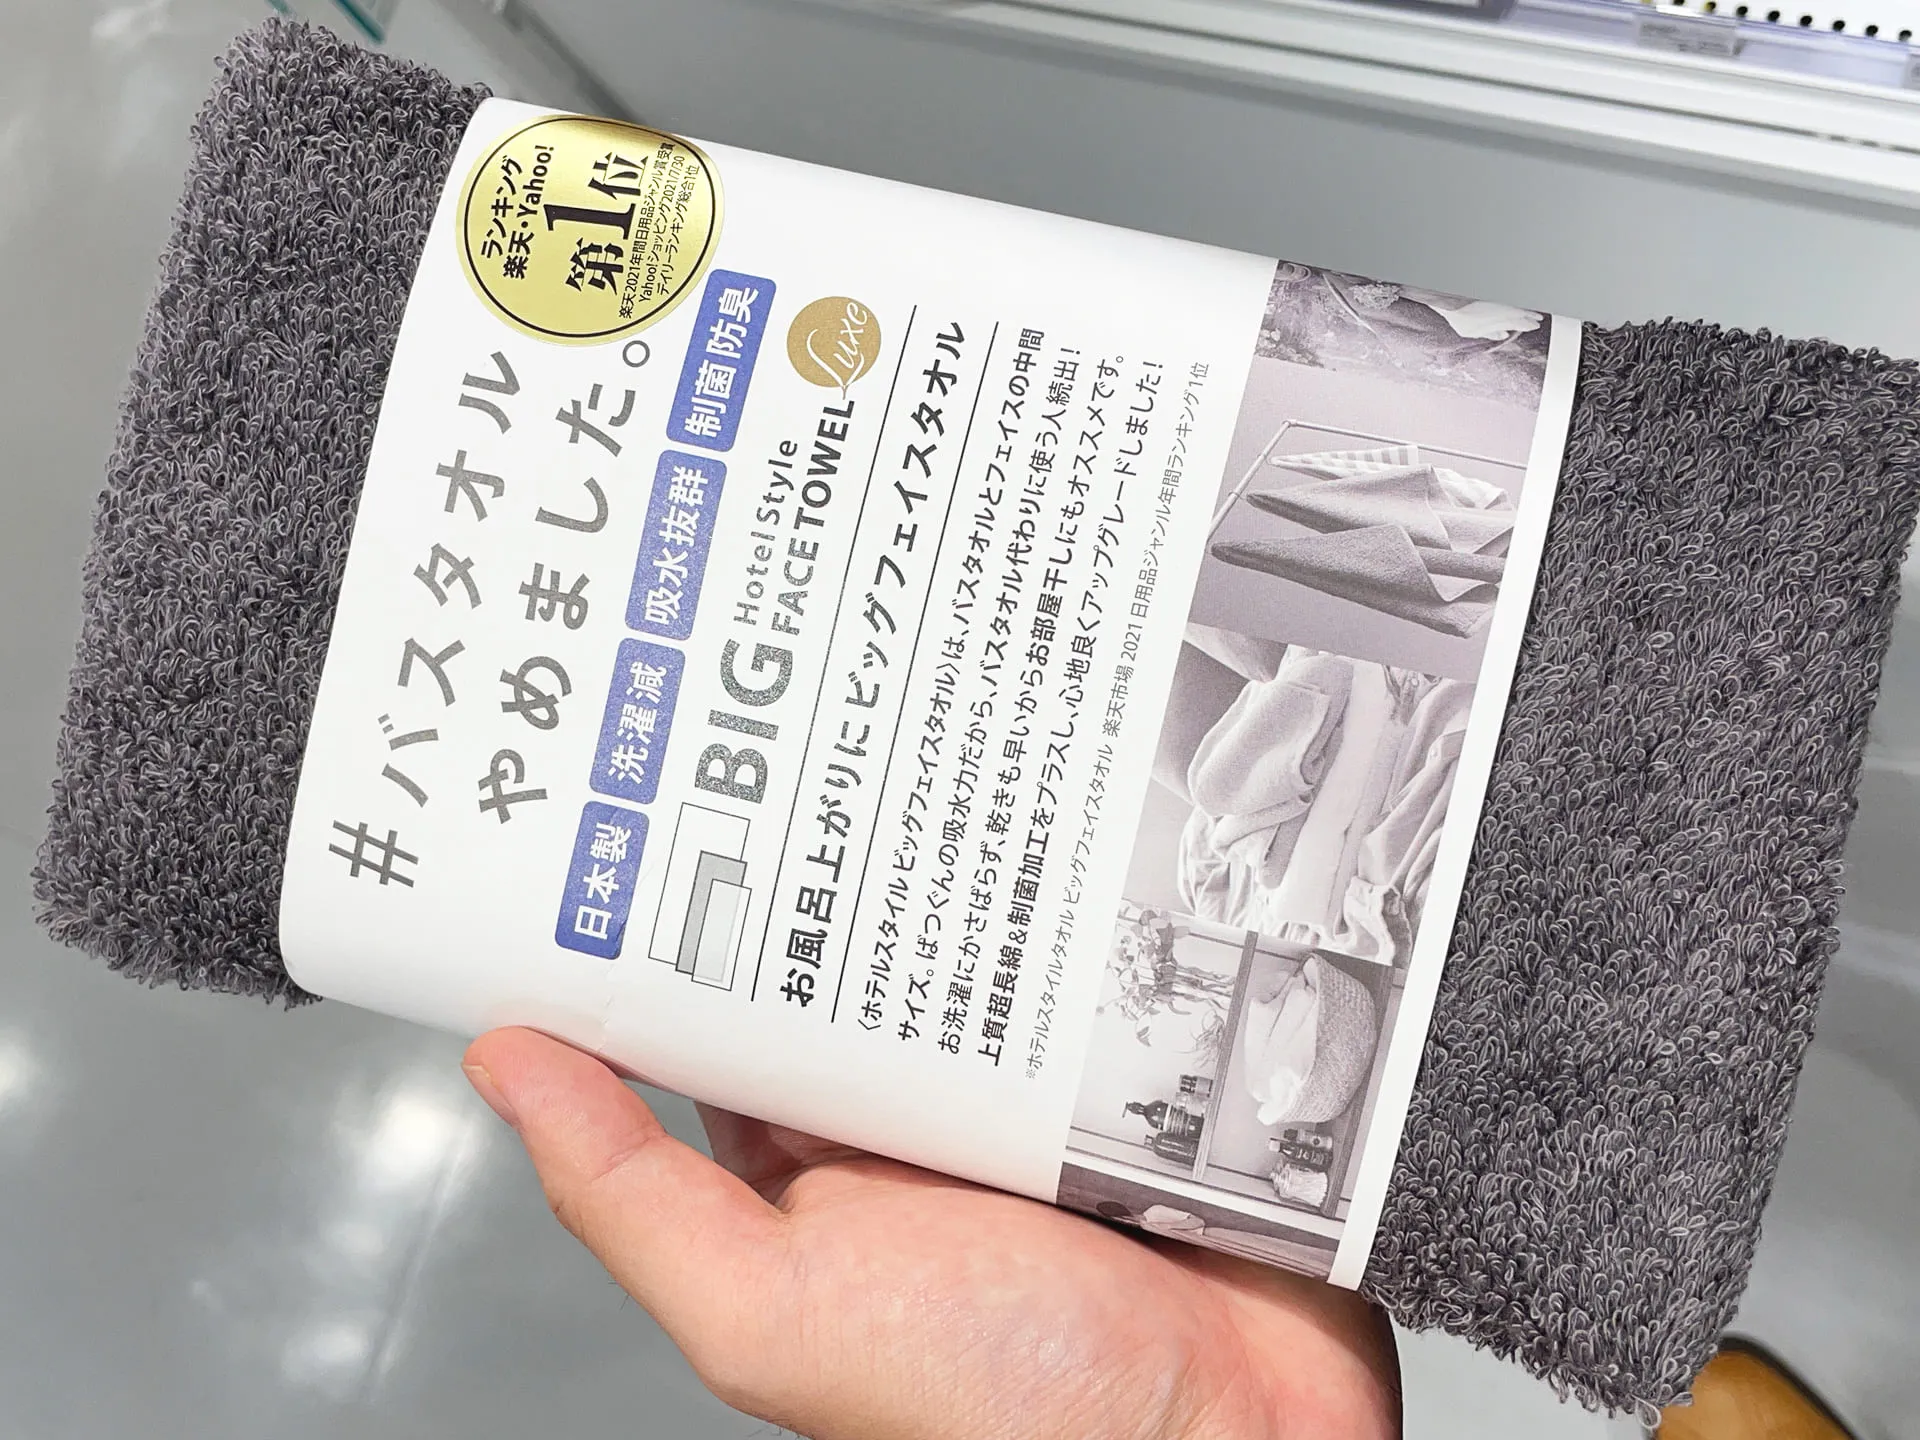 ランキング
楽天・Yahoo!
第1位
楽天2021年間日用品ジャンル賞 受賞
Yahoo!ショッピング2021/7/30
デイリーランキング総合1位
#バスタオル
やめました。
日本製 洗濯減 吸水抜群 制菌防臭
BIG Hotel Style
FACE TOWEL Luxe
お風呂上がりにビッグフェイスタオル
〈ホテルスタイル ビッグフェイスタオル〉は、バスタオルとフェイスの中間
サイズ。ばつぐんの吸水力だから、バスタオル代わりに使う人続出!
お洗濯にかさばらず、乾きも早いからお部屋干しにもオススメです。
上質超長綿&制菌加工をプラスし、心地良くアップグレードしました!
※ホテルスタイルタオル ビッグフェイスタオル 楽天市場 2021 日用品ジャンル年間ランキング1位